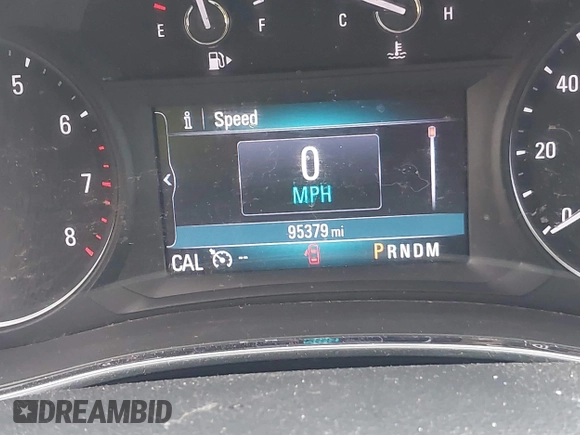 E F C H
5
6
7
8
i Speed
0
MPH
95379 mi
CAL -- PRNDM
40
20
0
DREAMBID